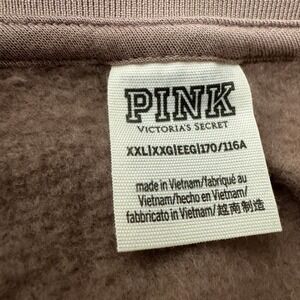 PINK
VICTORIA'S SECRET
XXL|XXG|EEG|170/116A
made in Vietnam/fabriqué au
Vietnam/hecho en Vietnam/
fabbricato in Vietnam/越南制造